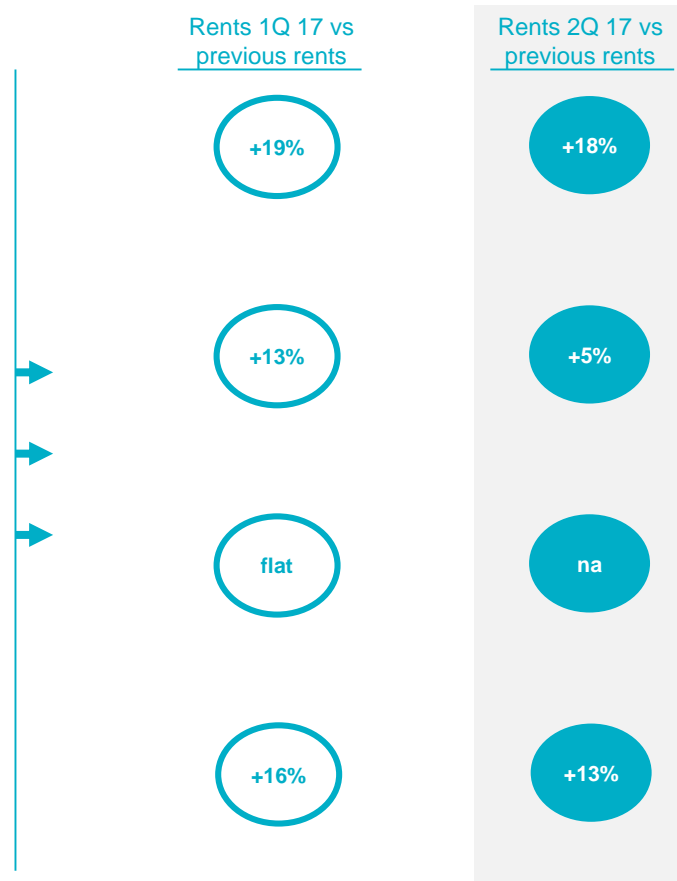 Rents 1Q 17 vs
previous rents
Rents 2Q 17 vs
previous rents
+19%
+18%
+13%
+5%
flat
na
+16%
+13%